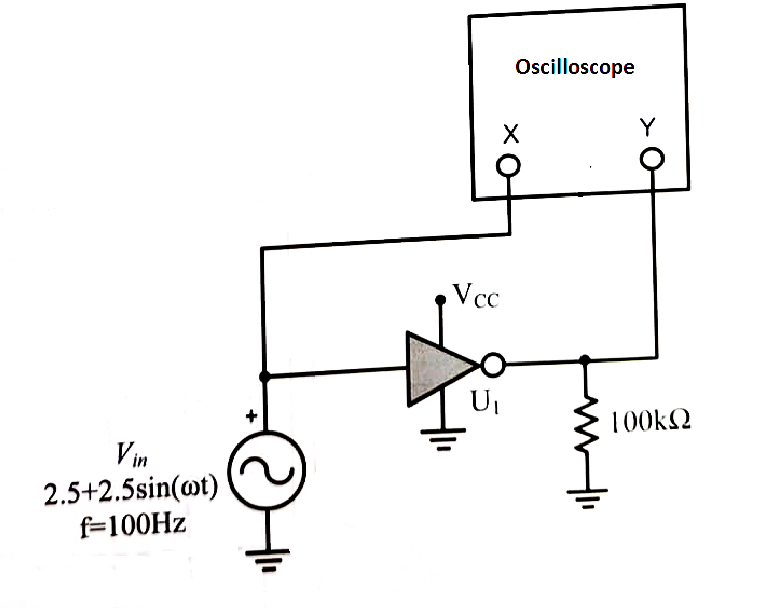 Oscilloscope
X
Y
VCC
U1
100kΩ
+
Vin
2.5+2.5sin(ωt)
f=100Hz